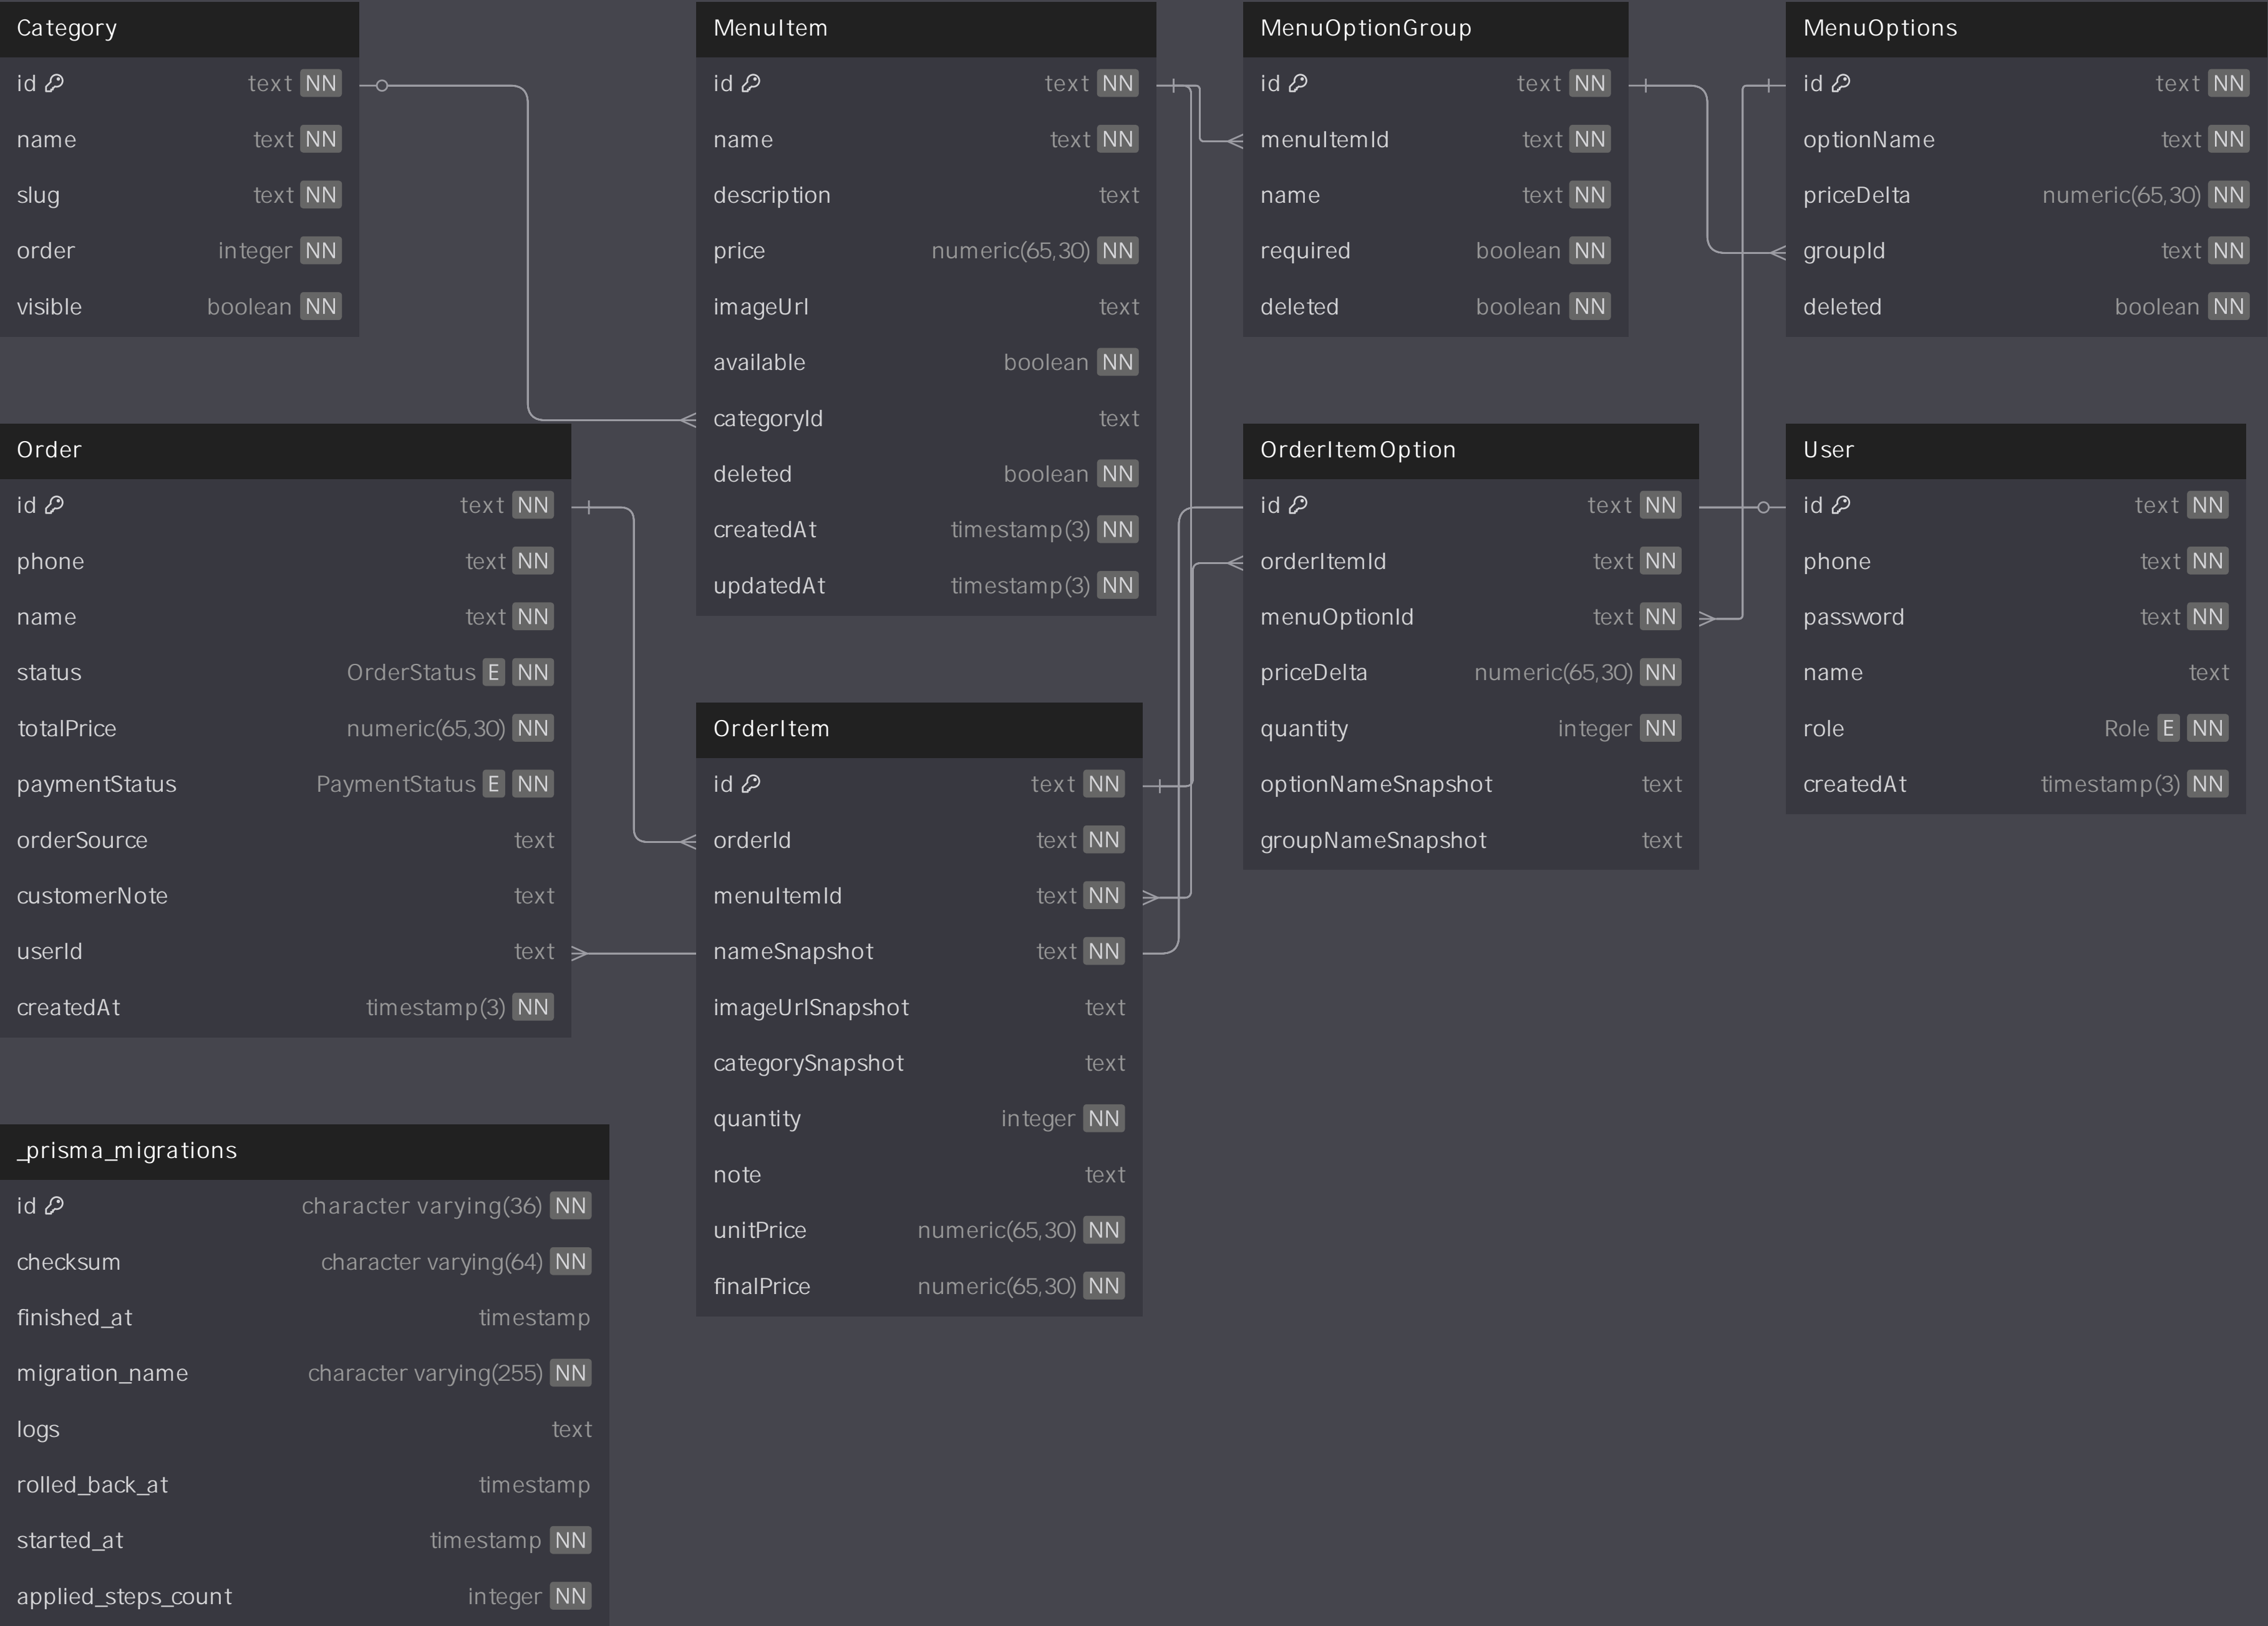 Category
id text NN
name text NN
slug text NN
order integer NN
visible boolean NN
MenuItem
id text NN
name text NN
description text
price numeric(65,30) NN
imageUrl text
available boolean NN
categoryId text
deleted boolean NN
createdAt timestamp(3) NN
updatedAt timestamp(3) NN
MenuOptionGroup
id text NN
menuItemId text NN
name text NN
required boolean NN
deleted boolean NN
MenuOptions
id text NN
optionName text NN
priceDelta numeric(65,30) NN
groupId text NN
deleted boolean NN
Order
id text NN
phone text NN
name text NN
status OrderStatus E NN
totalPrice numeric(65,30) NN
paymentStatus PaymentStatus E NN
orderSource text
customerNote text
userId text
createdAt timestamp(3) NN
OrderItem
id text NN
orderId text NN
menuItemId text NN
nameSnapshot text NN
imageUrlSnapshot text
categorySnapshot text
quantity integer NN
note text
unitPrice numeric(65,30) NN
finalPrice numeric(65,30) NN
OrderItemOption
id text NN
orderItemId text NN
menuOptionId text NN
priceDelta numeric(65,30) NN
quantity integer NN
optionNameSnapshot text
groupNameSnapshot text
User
id text NN
phone text NN
password text NN
name text
role Role E NN
createdAt timestamp(3) NN
_prisma_migrations
id character varying(36) NN
checksum character varying(64) NN
finished_at timestamp
migration_name character varying(255) NN
logs text
rolled_back_at timestamp
started_at timestamp NN
applied_steps_count integer NN